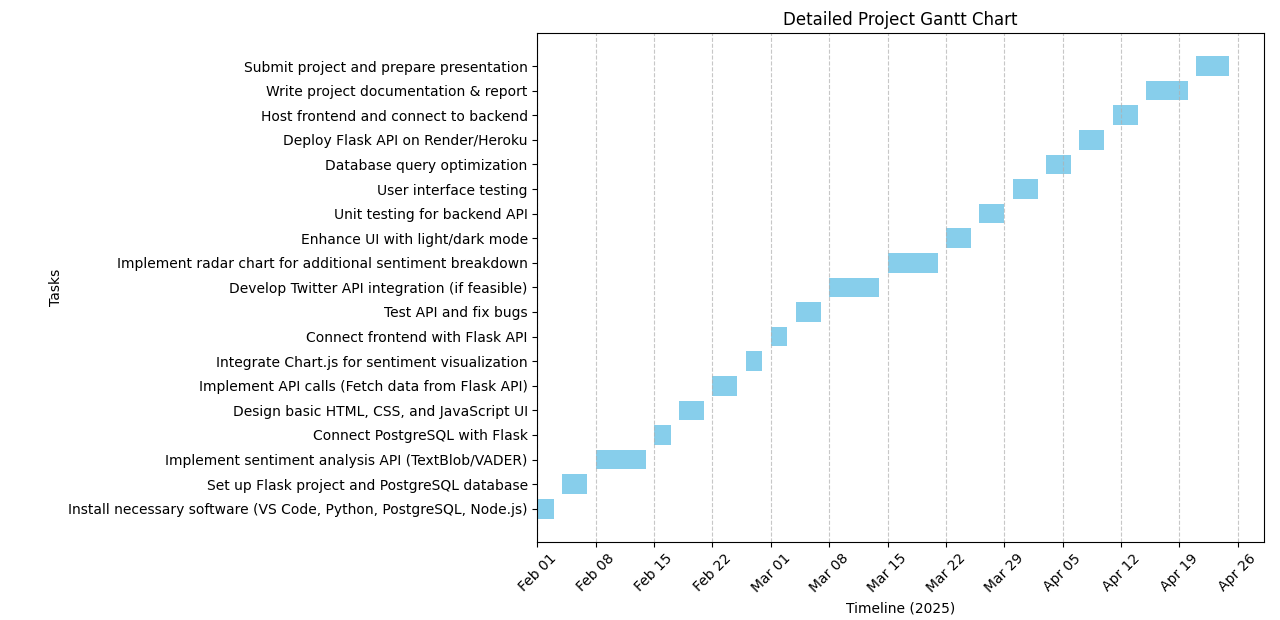 Detailed Project Gantt Chart
Submit project and prepare presentation
Write project documentation & report
Host frontend and connect to backend
Deploy Flask API on Render/Heroku
Database query optimization
User interface testing
Unit testing for backend API
Enhance UI with light/dark mode
Implement radar chart for additional sentiment breakdown
Develop Twitter API integration (if feasible)
Test API and fix bugs
Connect frontend with Flask API
Integrate Chart.js for sentiment visualization
Implement API calls (Fetch data from Flask API)
Design basic HTML, CSS, and JavaScript UI
Connect PostgreSQL with Flask
Implement sentiment analysis API (TextBlob/VADER)
Set up Flask project and PostgreSQL database
Install necessary software (VS Code, Python, PostgreSQL, Node.js)
Tasks
Feb 01
Feb 08
Feb 15
Feb 22
Mar 01
Mar 08
Mar 15
Mar 22
Mar 29
Apr 05
Apr 12
Apr 19
Apr 26
Timeline (2025)